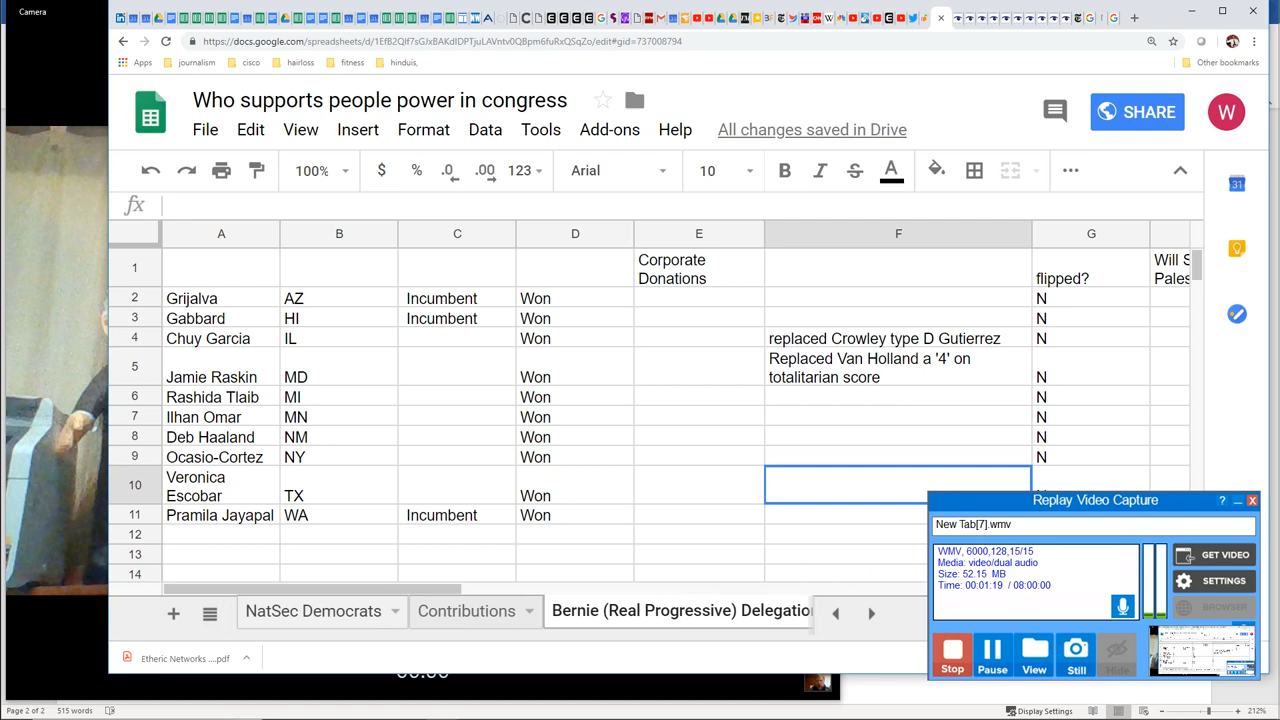 Camera
https://docs.google.com/spreadsheets/d/1EfB2Qlf7sGJxBAKdIDPTjuLAVntv0QBpm6fuRxQSqZo/edit#gid=737008794
Apps journalism cisco hairloss fitness hinduis, Other bookmarks
Who supports people power in congress
SHARE
W
File Edit View Insert Format Data Tools Add-ons Help All changes saved in Drive
100% $ % .0 .00 123 Arial 10 B I S A
31
fx
A B C D E F G
1 Corporate Donations flipped? Will S Pales
2 Grijalva AZ Incumbent Won N
3 Gabbard HI Incumbent Won N
4 Chuy Garcia IL Won replaced Crowley type D Gutierrez N
5 Jamie Raskin MD Won Replaced Van Holland a '4' on totalitarian score N
6 Rashida Tlaib MI Won N
7 Ilhan Omar MN Won N
8 Deb Haaland NM Won N
9 Ocasio-Cortez NY Won N
10 Veronica Escobar TX Won
11 Pramila Jayapal WA Incumbent Won
12
13
14
NatSec Democrats Contributions Bernie (Real Progressive) Delegatio
Replay Video Capture
New Tab[7].wmv
WMV, 6000,128,15/15
Media: video/dual audio
Size: 52.15 MB
Time: 00:01:19 / 08:00:00
GET VIDEO
SETTINGS
BROWSER
Stop Pause View Still Hide
Etheric Networks ....pdf
Page 2 of 2 515 words
Display Settings 212%